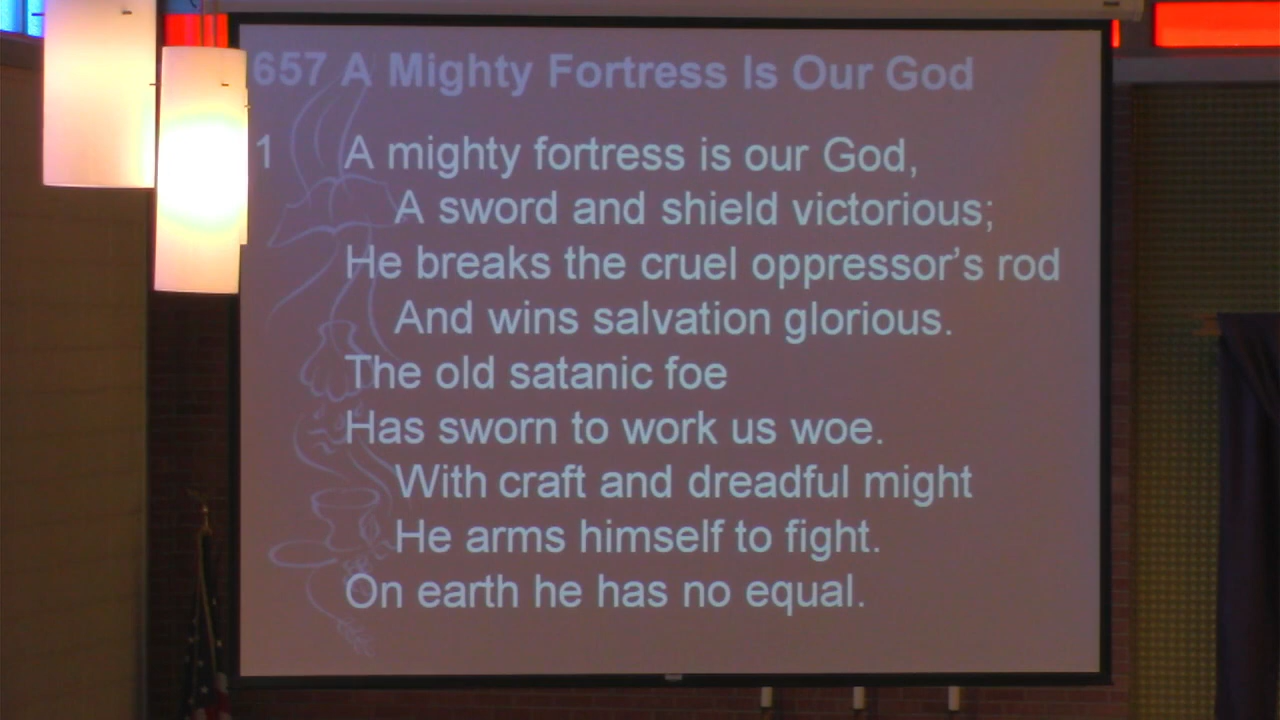 657 A Mighty Fortress Is Our God
1 A mighty fortress is our God,
A sword and shield victorious;
He breaks the cruel oppressor’s rod
And wins salvation glorious.
The old satanic foe
Has sworn to work us woe.
With craft and dreadful might
He arms himself to fight.
On earth he has no equal.